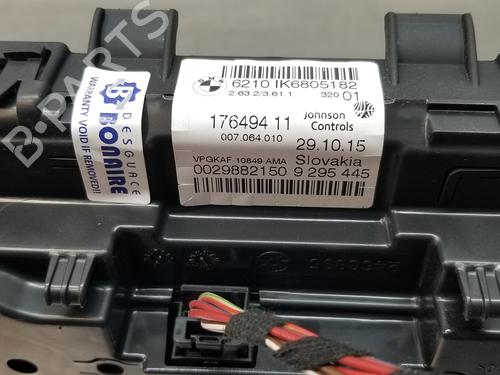 B-PARTS
WARRANTY VOID IF REMOVED!!
B
DESGUACE
BONAIRE
BMW
6210 IK6805182
2.63.2/3.61.1 320 01
176494 11
Johnson
Controls
007.064.010
29.10.15
VPGKAF-10849-AMA Slovakia
0029882150 9 295 445